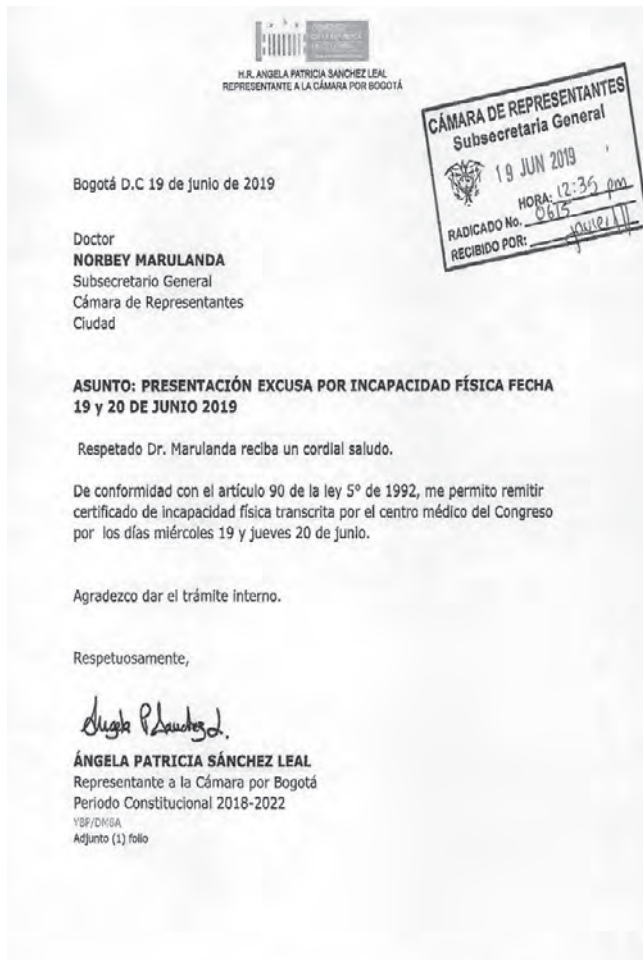 H.R. ANGELA PATRICIA SANCHEZ LEAL
REPRESENTANTE A LA CÁMARA POR BOGOTÁ
CÁMARA DE REPRESENTANTES
Subsecretaria General
19 JUN 2019
HORA: 12:35 pm
RADICADO No. 0615
RECIBIDO POR:
Bogotá D.C 19 de junio de 2019
Doctor
NORBEY MARULANDA
Subsecretario General
Cámara de Representantes
Ciudad
ASUNTO: PRESENTACIÓN EXCUSA POR INCAPACIDAD FÍSICA FECHA
19 y 20 DE JUNIO 2019
Respetado Dr. Marulanda reciba un cordial saludo.
De conformidad con el artículo 90 de la ley 5º de 1992, me permito remitir
certificado de incapacidad física transcrita por el centro médico del Congreso
por los días miércoles 19 y jueves 20 de junio.
Agradezco dar el trámite interno.
Respetuosamente,
Angela P Sanchez L.
ÁNGELA PATRICIA SÁNCHEZ LEAL
Representante a la Cámara por Bogotá
Periodo Constitucional 2018-2022
YBP/DMGA
Adjunto (1) folio